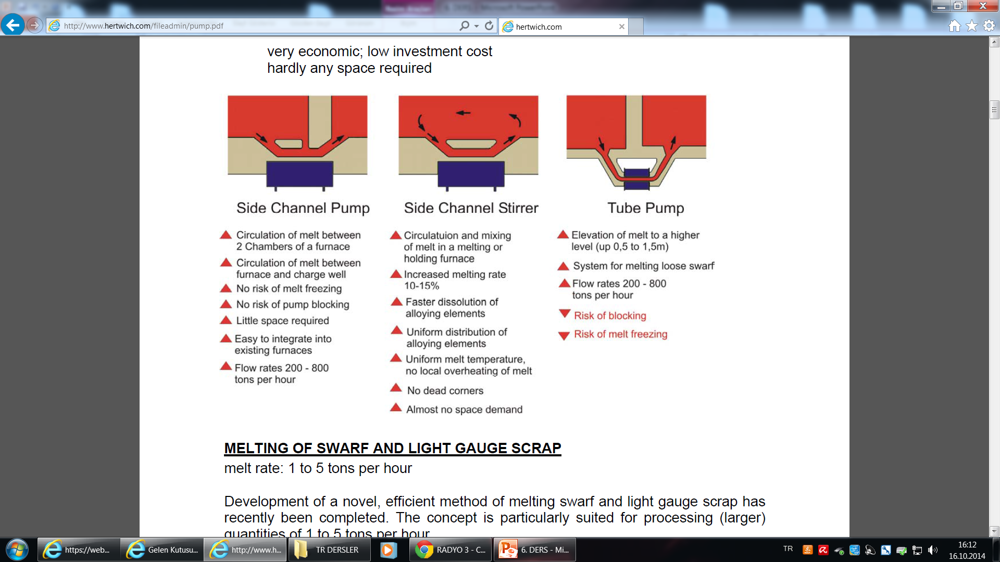 http://www.hertwich.com/fileadmin/pump.pdf
hertwich.com
very economic; low investment cost
hardly any space required
Side Channel Pump
Circulation of melt between
2 Chambers of a furnace
Circulation of melt between
furnace and charge well
No risk of melt freezing
No risk of pump blocking
Little space required
Easy to integrate into
existing furnaces
Flow rates 200 - 800
tons per hour
Side Channel Stirrer
Circulatuion and mixing
of melt in a melting or
holding furnace
Increased melting rate
10-15%
Faster dissolution of
alloying elements
Uniform distribution of
alloying elements
Uniform melt temperature,
no local overheating of melt
No dead corners
Almost no space demand
Tube Pump
Elevation of melt to a higher
level (up 0,5 to 1,5m)
System for melting loose swarf
Flow rates 200 - 800
tons per hour
Risk of blocking
Risk of melt freezing
MELTING OF SWARF AND LIGHT GAUGE SCRAP
melt rate: 1 to 5 tons per hour
Development of a novel, efficient method of melting swarf and light gauge scrap has
recently been completed. The concept is particularly suited for processing (larger)
quantities of 1 to 5 tons per hour
https://web...
Gelen Kutusu...
http://www.h...
TR DERSLER
RADYO 3 - C...
6. DERS - Mi...
TR
16:12
16.10.2014